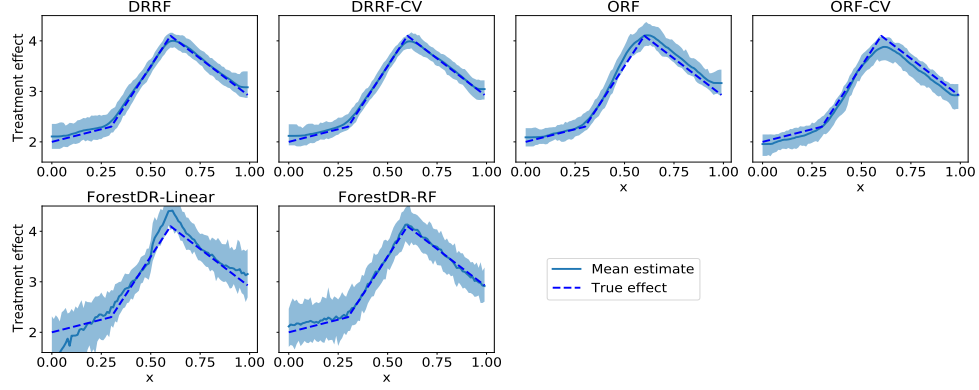 DRRF
DRRF-CV
ORF
ORF-CV
Treatment effect
4
3
2
0.00 0.25 0.50 0.75 1.00
0.00 0.25 0.50 0.75 1.00
0.00 0.25 0.50 0.75 1.00
x
0.00 0.25 0.50 0.75 1.00
x
ForestDR-Linear
ForestDR-RF
Treatment effect
4
3
2
0.00 0.25 0.50 0.75 1.00
x
0.00 0.25 0.50 0.75 1.00
x
Mean estimate
True effect